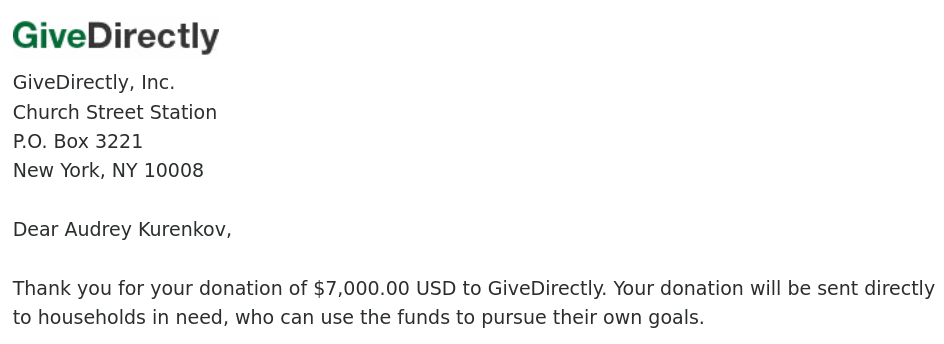 GiveDirectly
GiveDirectly, Inc.
Church Street Station
P.O. Box 3221
New York, NY 10008
Dear Audrey Kurenkov,
Thank you for your donation of $7,000.00 USD to GiveDirectly. Your donation will be sent directly
to households in need, who can use the funds to pursue their own goals.